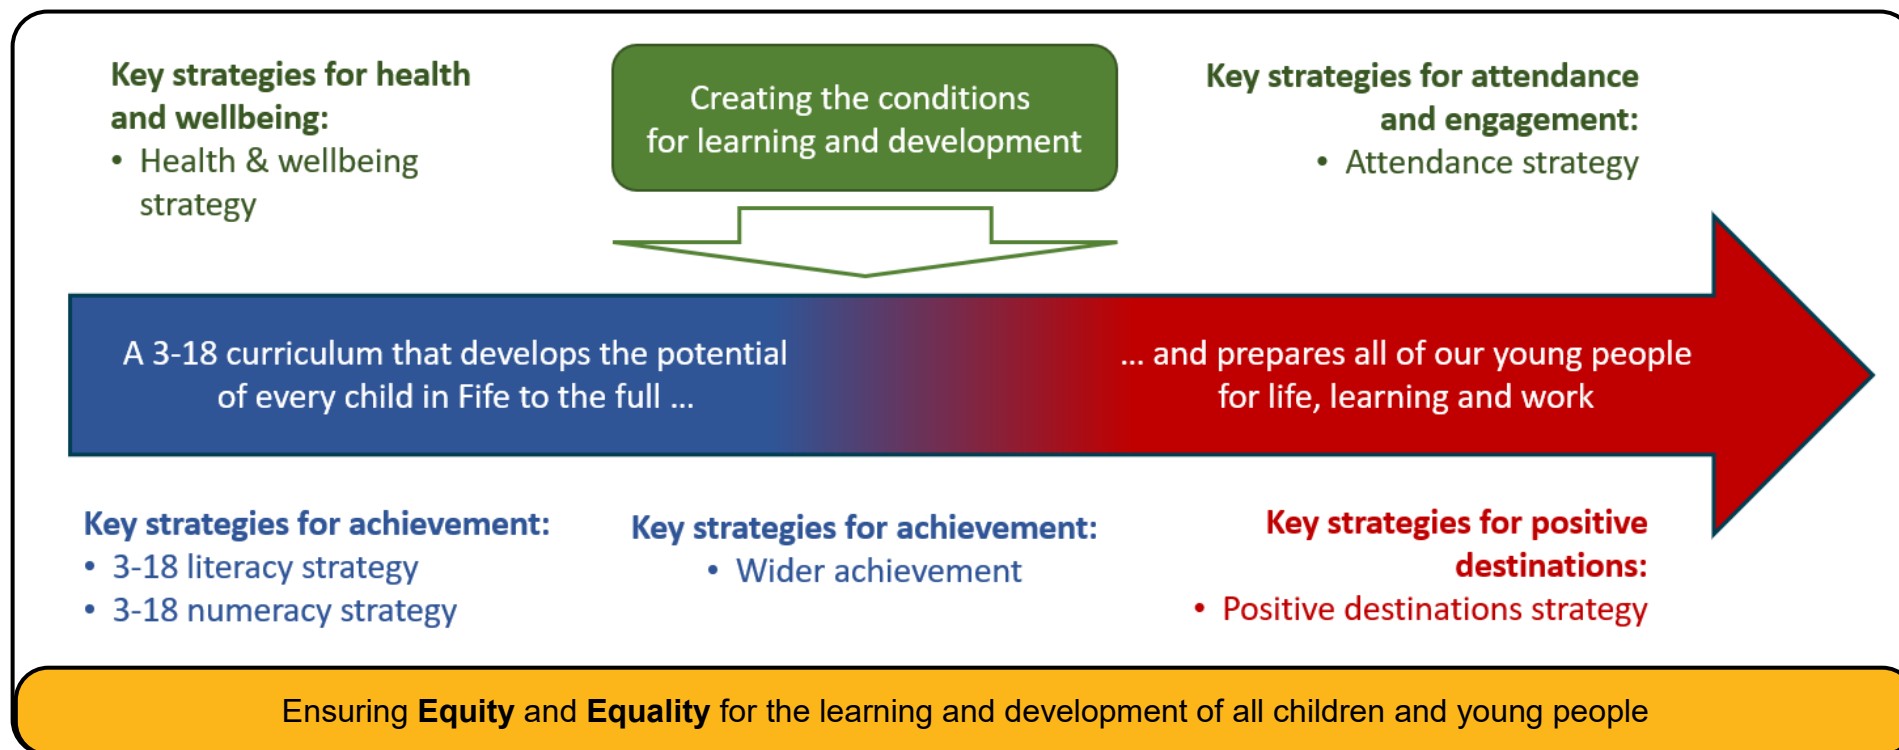 Key strategies for health
and wellbeing:
• Health & wellbeing
strategy
Creating the conditions
for learning and development
Key strategies for attendance
and engagement:
• Attendance strategy
A 3-18 curriculum that develops the potential
of every child in Fife to the full ...
... and prepares all of our young people
for life, learning and work
Key strategies for achievement:
• 3-18 literacy strategy
• 3-18 numeracy strategy
Key strategies for achievement:
• Wider achievement
Key strategies for positive
destinations:
• Positive destinations strategy
Ensuring Equity and Equality for the learning and development of all children and young people